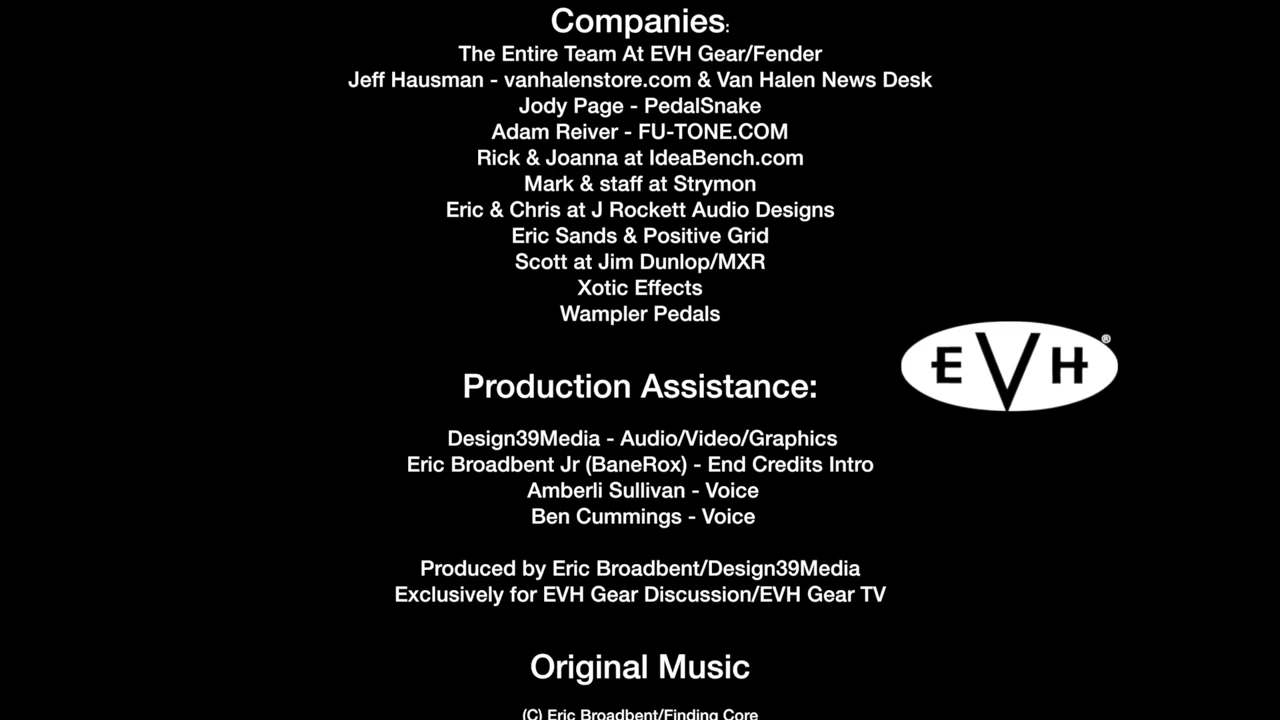 Companies:
The Entire Team At EVH Gear/Fender
Jeff Hausman - vanhalenstore.com & Van Halen News Desk
Jody Page - PedalSnake
Adam Reiver - FU-TONE.COM
Rick & Joanna at IdeaBench.com
Mark & staff at Strymon
Eric & Chris at J Rockett Audio Designs
Eric Sands & Positive Grid
Scott at Jim Dunlop/MXR
Xotic Effects
Wampler Pedals
EVH®
Production Assistance:
Design39Media - Audio/Video/Graphics
Eric Broadbent Jr (BaneRox) - End Credits Intro
Amberli Sullivan - Voice
Ben Cummings - Voice
Produced by Eric Broadbent/Design39Media
Exclusively for EVH Gear Discussion/EVH Gear TV
Original Music
(C) Eric Broadbent/Finding Core